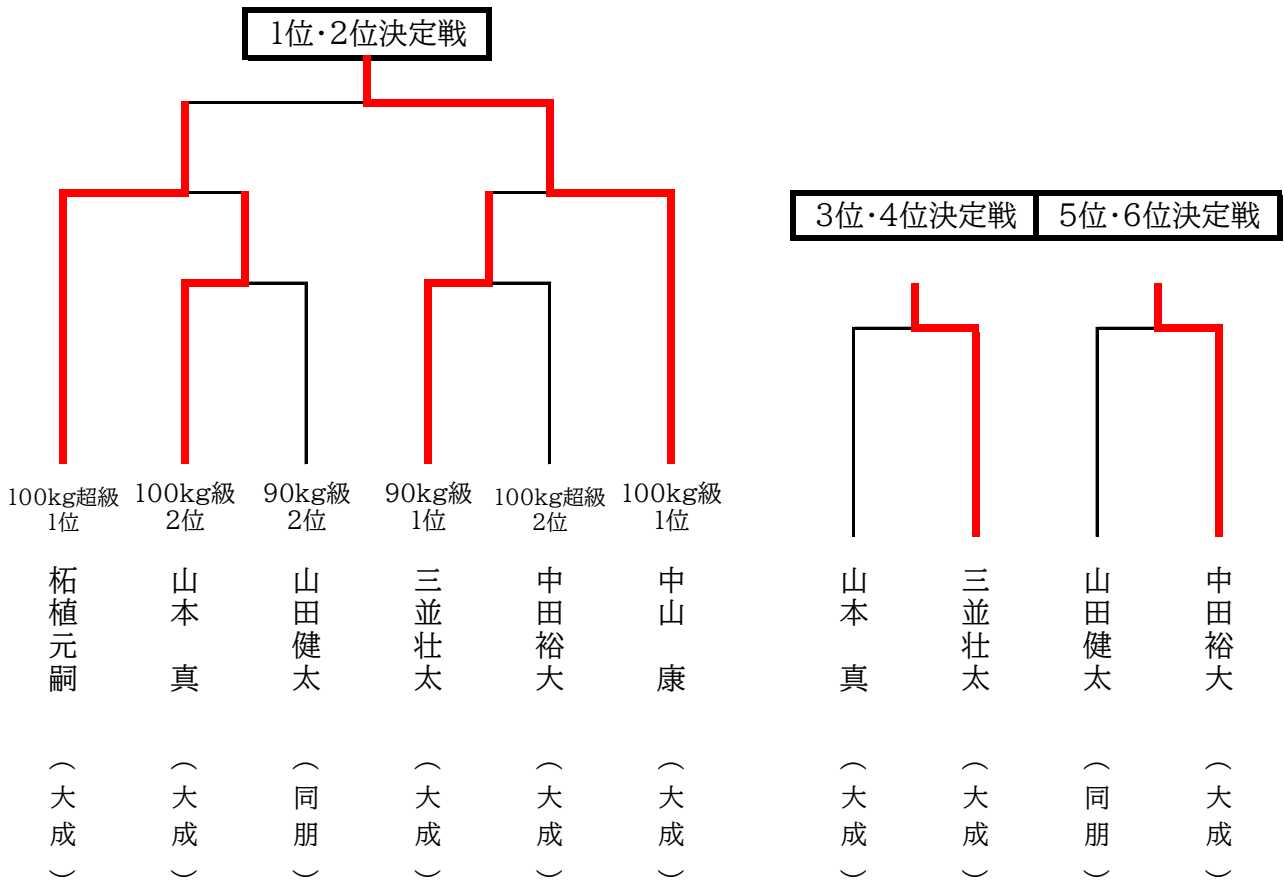 1位・2位決定戦
3位・4位決定戦
5位・6位決定戦
100kg超級
1位
100kg級
2位
90kg級
2位
90kg級
1位
100kg超級
2位
100kg級
1位
柘植元嗣
（大成）
山本　真
（大成）
山田健太
（同朋）
三並壮太
（大成）
中田裕大
（大成）
中山　康
（大成）
山本　真
（大成）
三並壮太
（大成）
山田健太
（同朋）
中田裕大
（大成）